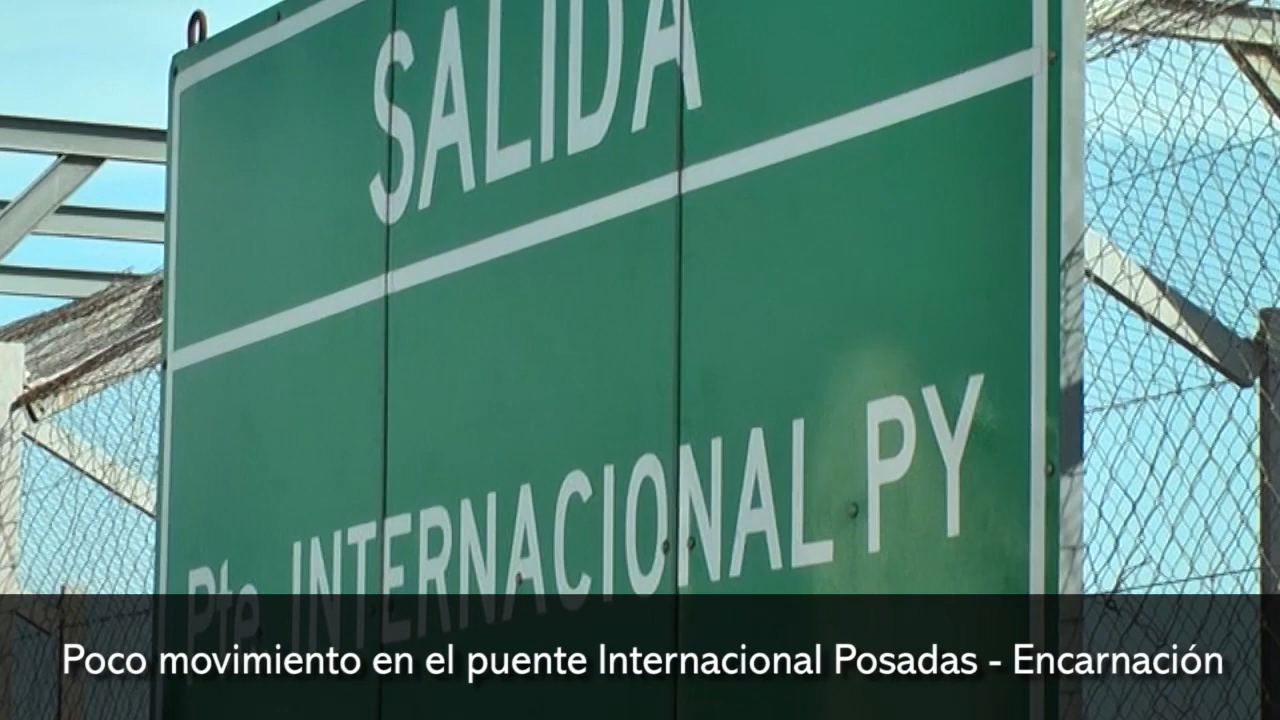 SALIDA
Pte. INTERNACIONAL PY
Poco movimiento en el puente Internacional Posadas - Encarnación